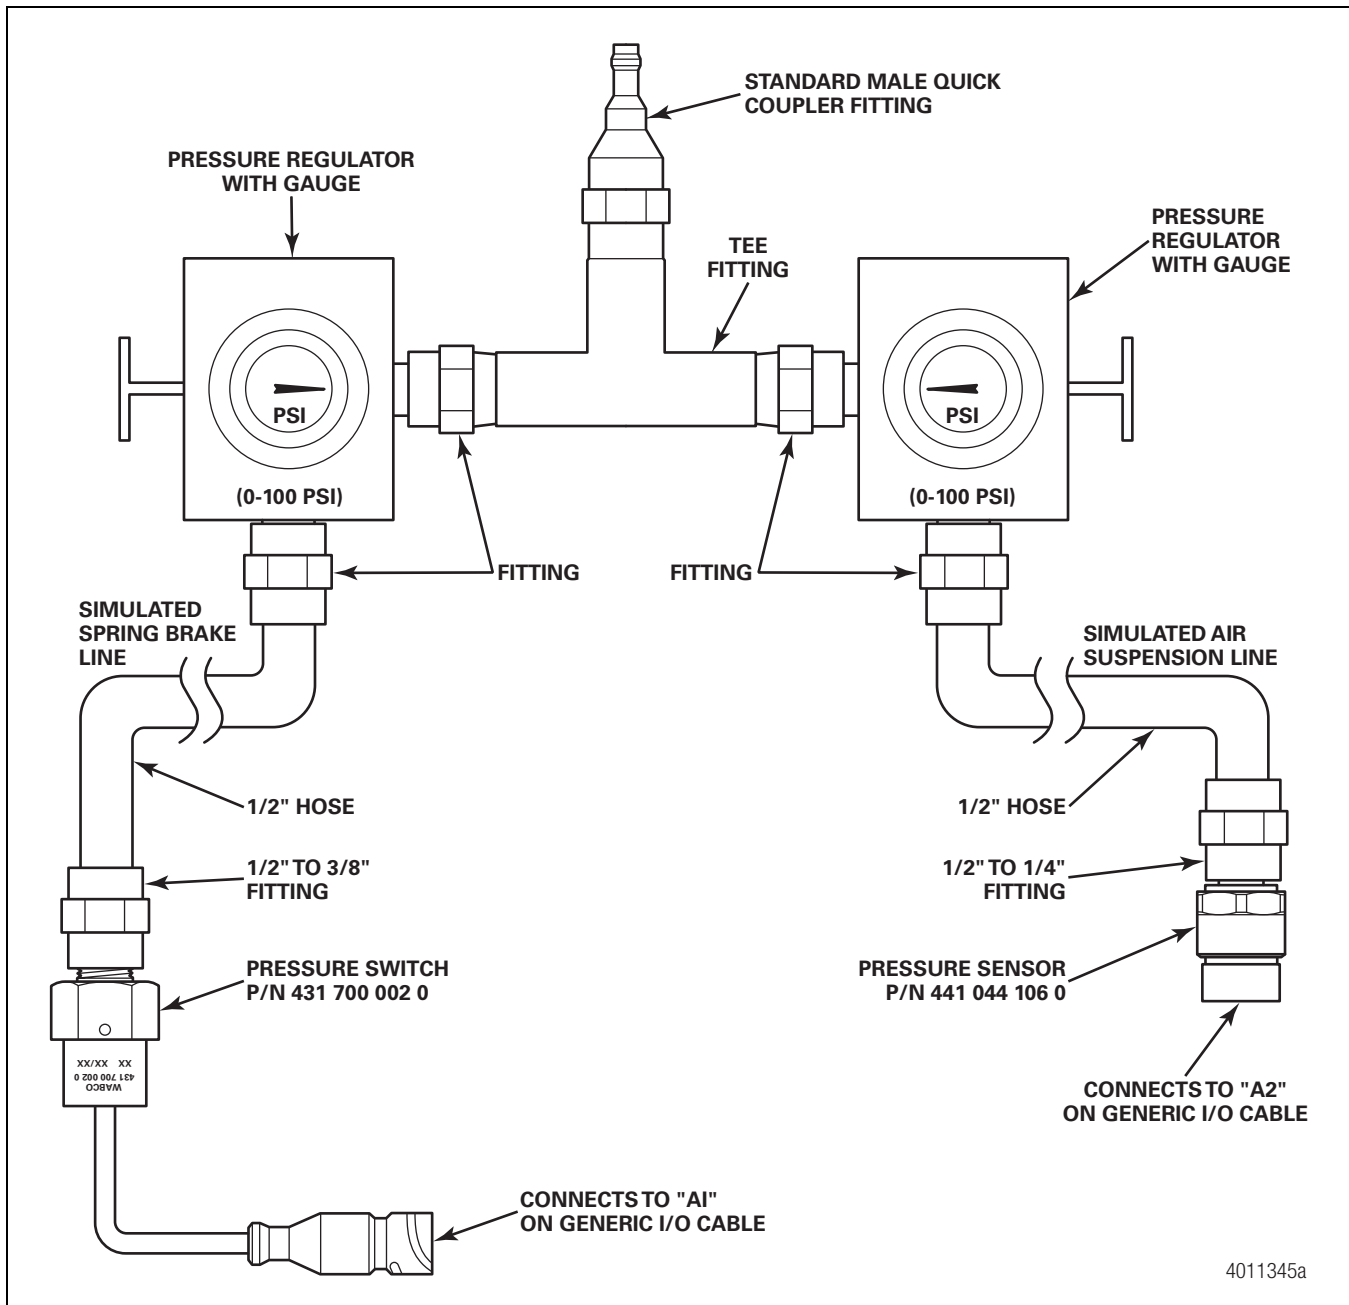 STANDARD MALE QUICK
COUPLER FITTING
PRESSURE REGULATOR
WITH GAUGE
PRESSURE
REGULATOR
WITH GAUGE
TEE
FITTING
PSI
(0-100 PSI)
PSI
(0-100 PSI)
FITTING
FITTING
SIMULATED
SPRING BRAKE
LINE
SIMULATED AIR
SUSPENSION LINE
1/2" HOSE
1/2" HOSE
1/2" TO 3/8"
FITTING
1/2" TO 1/4"
FITTING
PRESSURE SWITCH
P/N 431 700 002 0
PRESSURE SENSOR
P/N 441 044 106 0
WABCO
431 700 002 0
XX XX/XX
CONNECTS TO "A2"
ON GENERIC I/O CABLE
CONNECTS TO "AI"
ON GENERIC I/O CABLE
4011345a